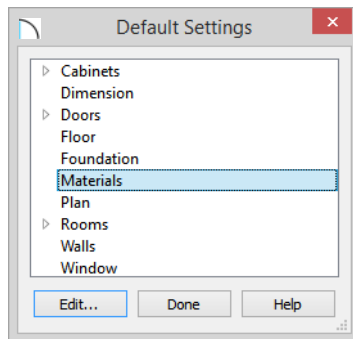 Default Settings
Cabinets
Dimension
Doors
Floor
Foundation
Materials
Plan
Rooms
Walls
Window
Edit... Done Help